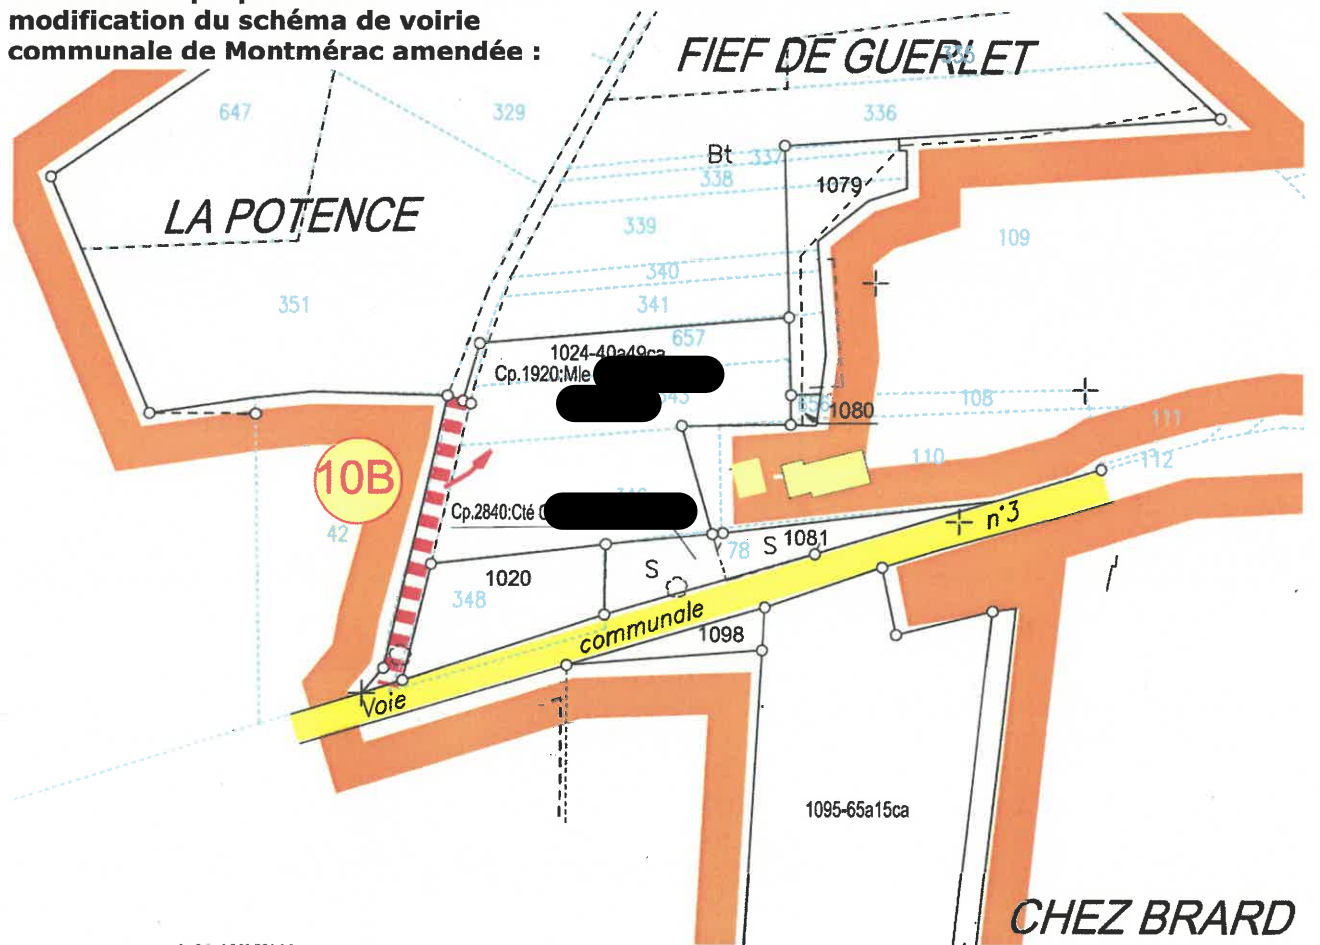 modification du schéma de voirie
communale de Montmérac amendée :
FIEF DE GUERLET
335
647
329
336
Bt
337
338
1079
LA POTENCE
339
109
340
351
341
657
1024-40a49ca
Cp.1920:Mle
108
1080
111
110
112
10B
Cp.2840:Cté
42
n°3
78
S
1081
1020
S
348
communale
1098
Voie
1095-65a15ca
CHEZ BRARD